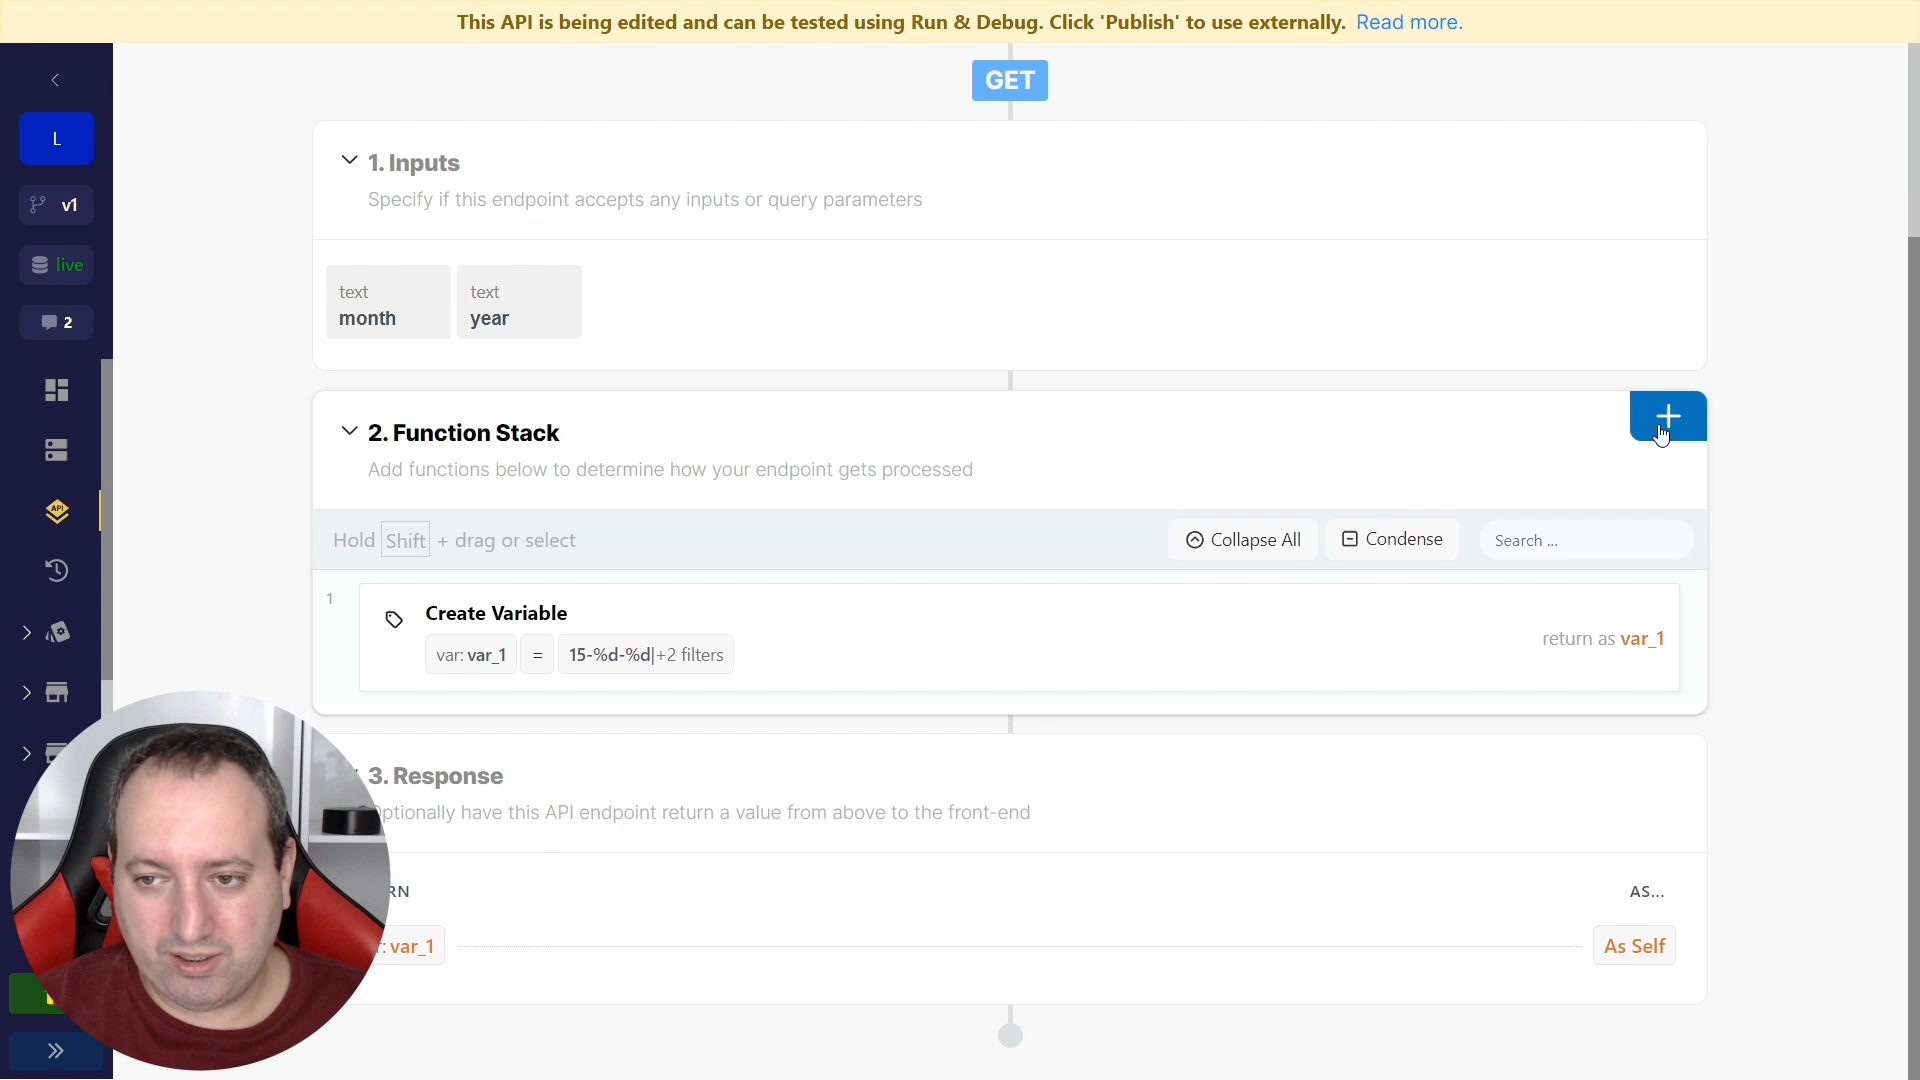 This API is being edited and can be tested using Run & Debug. Click 'Publish' to use externally. Read more.
GET
L
v1
live
2
API
1. Inputs
Specify if this endpoint accepts any inputs or query parameters
text
month
text
year
2. Function Stack
Add functions below to determine how your endpoint gets processed
Hold Shift + drag or select
Collapse All
Condense
Search ...
1
Create Variable
var: var_1 = 15-%d-%d|+2 filters
return as var_1
3. Response
ptionally have this API endpoint return a value from above to the front-end
RN
AS...
r: var_1
As Self